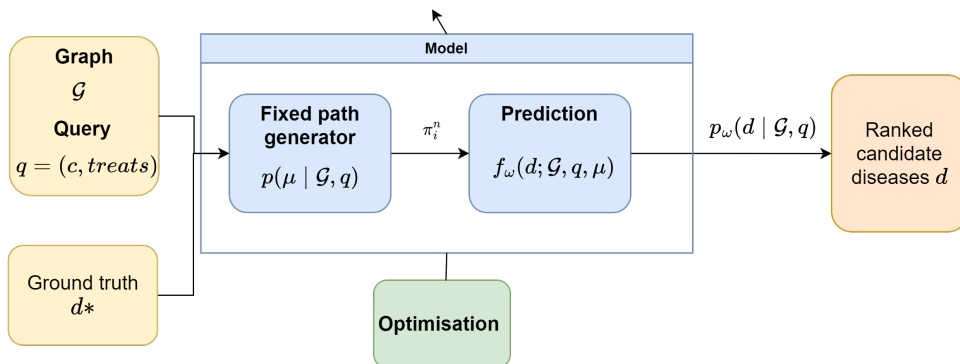 Graph
𝒢
Query
q = (c, treats)
Ground truth
d*
Model
Fixed path
generator
p(μ | 𝒢, q)
π_i^n
Prediction
f_ω(d; 𝒢, q, μ)
p_ω(d | 𝒢, q)
Ranked
candidate
diseases d
Optimisation